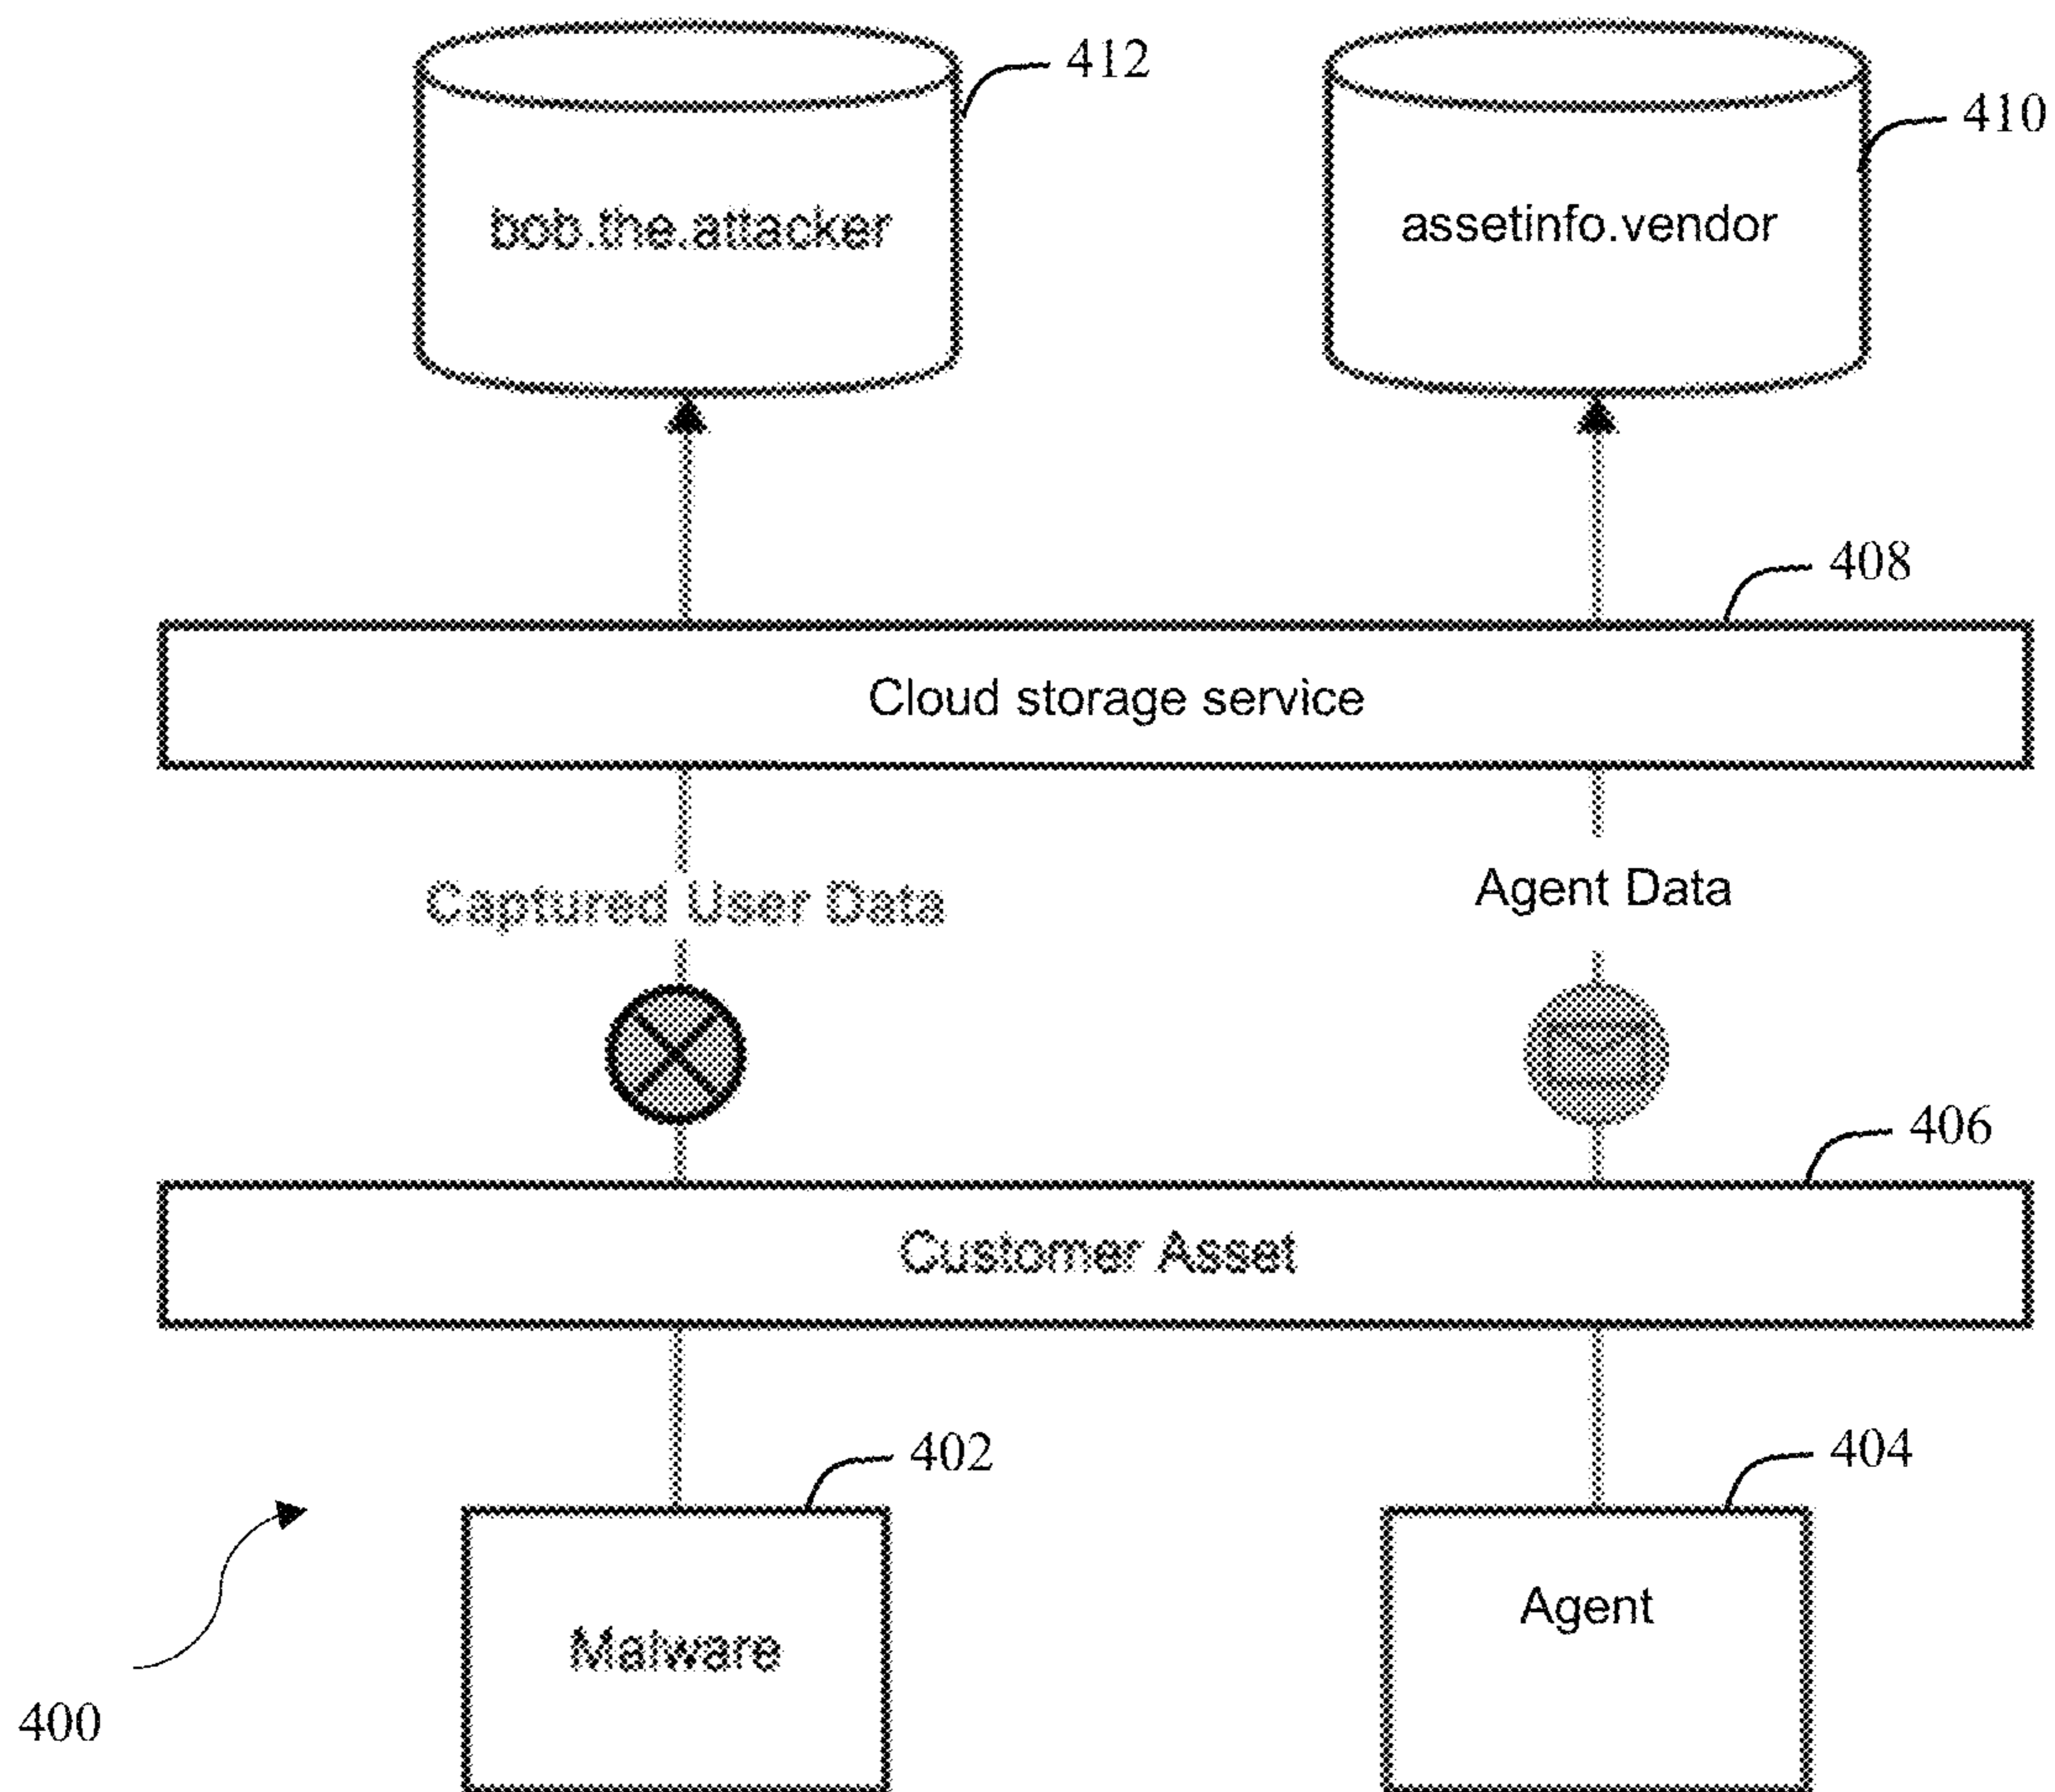 412
410
bob.the.attacker
assetinfo.vendor
408
Cloud storage service
Captured User Data
Agent Data
406
Customer Asset
402
404
Malware
Agent
400